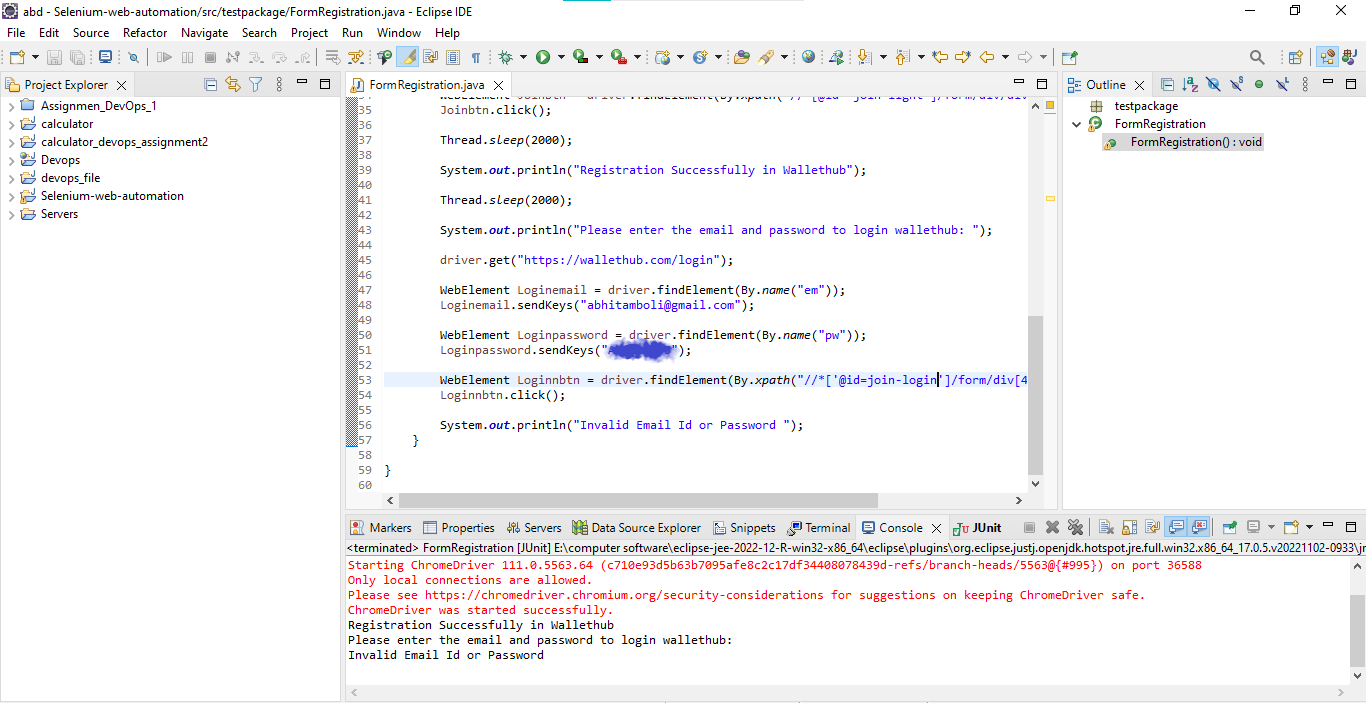 abd - Selenium-web-automation/src/testpackage/FormRegistration.java - Eclipse IDE
File Edit Source Refactor Navigate Search Project Run Window Help
Project Explorer
Assignmen_DevOps_1
calculator
calculator_devops_assignment2
Devops
devops_file
Selenium-web-automation
Servers
FormRegistration.java
35 Joinbtn.click();
36
37 Thread.sleep(2000);
38
39 System.out.println("Registration Successfully in Wallethub");
40
41 Thread.sleep(2000);
42
43 System.out.println("Please enter the email and password to login wallethub: ");
44
45 driver.get("https://wallethub.com/login");
46
47 WebElement Loginemail = driver.findElement(By.name("em"));
48 Loginemail.sendKeys("abhitamboli@gmail.com");
49
50 WebElement Loginpassword = driver.findElement(By.name("pw"));
51 Loginpassword.sendKeys(" ");
52
53 WebElement Loginnbtn = driver.findElement(By.xpath("//*['@id=join-login']/form/div[4
54 Loginnbtn.click();
55
56 System.out.println("Invalid Email Id or Password ");
57 }
58
59 }
60
Outline
testpackage
FormRegistration
FormRegistration() : void
Markers Properties Servers Data Source Explorer Snippets Terminal Console JUnit
<terminated> FormRegistration [JUnit] E:\computer software\eclipse-jee-2022-12-R-win32-x86_64\eclipse\plugins\org.eclipse.justj.openjdk.hotspot.jre.full.win32.x86_64_17.0.5.v20221102-0933\jr
Starting ChromeDriver 111.0.5563.64 (c710e93d5b63b7095afe8c2c17df34408078439d-refs/branch-heads/5563@{#995}) on port 36588
Only local connections are allowed.
Please see https://chromedriver.chromium.org/security-considerations for suggestions on keeping ChromeDriver safe.
ChromeDriver was started successfully.
Registration Successfully in Wallethub
Please enter the email and password to login wallethub:
Invalid Email Id or Password